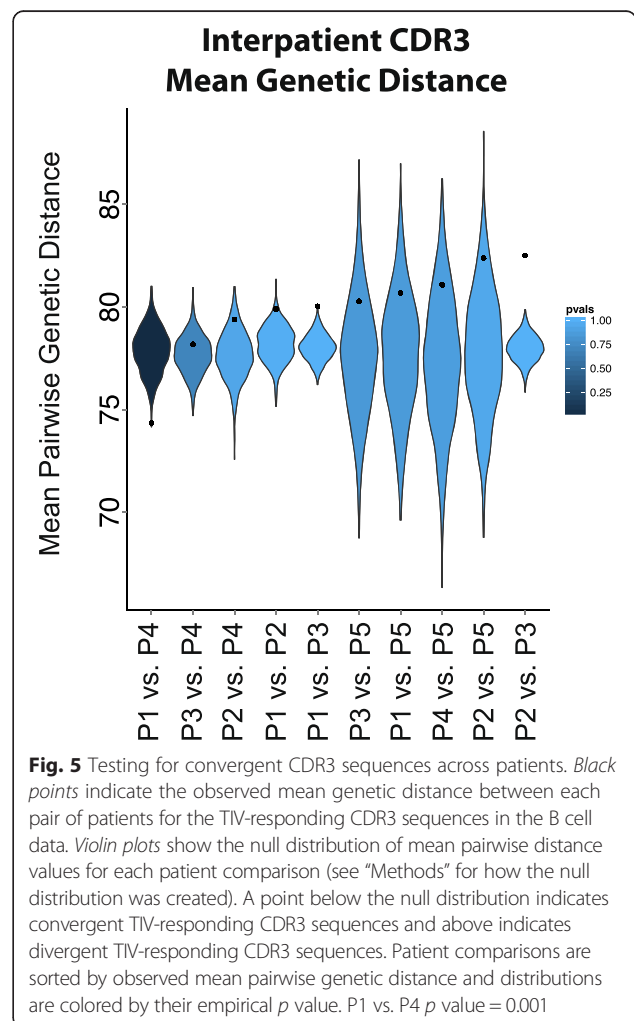 Interpatient CDR3
Mean Genetic Distance
Mean Pairwise Genetic Distance
85
80
75
70
pvals
1.00
0.75
0.50
0.25
P1 vs. P4
P3 vs. P4
P2 vs. P4
P1 vs. P2
P1 vs. P3
P3 vs. P5
P1 vs. P5
P4 vs. P5
P2 vs. P5
P2 vs. P3
Fig. 5 Testing for convergent CDR3 sequences across patients. Black
points indicate the observed mean genetic distance between each
pair of patients for the TIV-responding CDR3 sequences in the B cell
data. Violin plots show the null distribution of mean pairwise distance
values for each patient comparison (see “Methods” for how the null
distribution was created). A point below the null distribution indicates
convergent TIV-responding CDR3 sequences and above indicates
divergent TIV-responding CDR3 sequences. Patient comparisons are
sorted by observed mean pairwise genetic distance and distributions
are colored by their empirical p value. P1 vs. P4 p value = 0.001